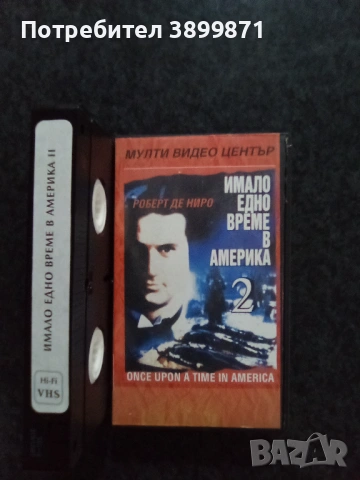 Потребител 3899871
ИМАЛО ЕДНО ВРЕМЕ В АМЕРИКА II
Hi-Fi
VHS
МУЛТИ ВИДЕО ЦЕНТЪР
РОБЕРТ ДЕ НИРО
ИМАЛО
ЕДНО
ВРЕМЕ
В
АМЕРИКА
2
ONCE UPON A TIME IN AMERICA
BAZAR